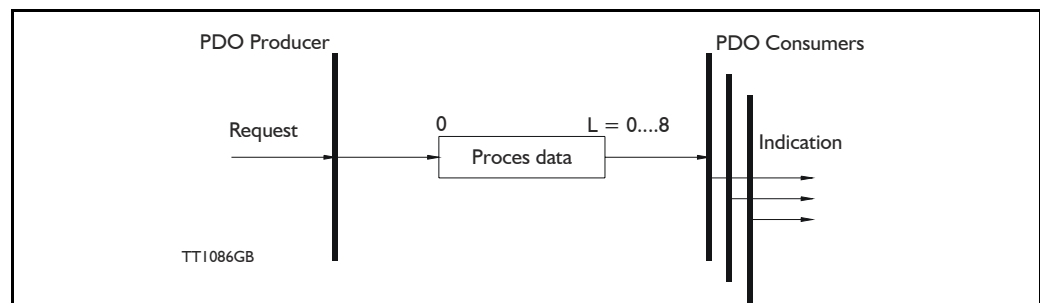 PDO Producer
PDO Consumers
0
L = 0....8
Request
Proces data
Indication
TT1086GB